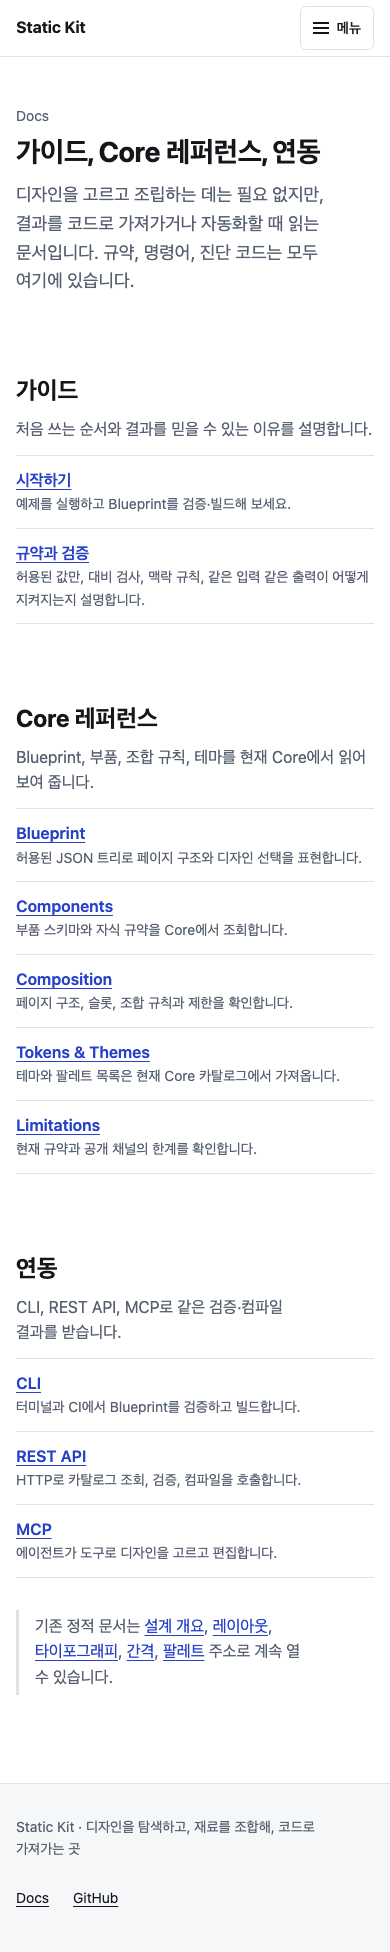 Static Kit
메뉴
Docs
가이드, Core 레퍼런스, 연동
디자인을 고르고 조립하는 데는 필요 없지만,
결과를 코드로 가져가거나 자동화할 때 읽는
문서입니다. 규약, 명령어, 진단 코드는 모두
여기에 있습니다.
가이드
처음 쓰는 순서와 결과를 믿을 수 있는 이유를 설명합니다.
시작하기
예제를 실행하고 Blueprint를 검증·빌드해 보세요.
규약과 검증
허용된 값만, 대비 검사, 맥락 규칙, 같은 입력 같은 출력이 어떻게
지켜지는지 설명합니다.
Core 레퍼런스
Blueprint, 부품, 조합 규칙, 테마를 현재 Core에서 읽어
보여 줍니다.
Blueprint
허용된 JSON 트리로 페이지 구조와 디자인 선택을 표현합니다.
Components
부품 스키마와 자식 규약을 Core에서 조회합니다.
Composition
페이지 구조, 슬롯, 조합 규칙과 제한을 확인합니다.
Tokens & Themes
테마와 팔레트 목록은 현재 Core 카탈로그에서 가져옵니다.
Limitations
현재 규약과 공개 채널의 한계를 확인합니다.
연동
CLI, REST API, MCP로 같은 검증·컴파일
결과를 받습니다.
CLI
터미널과 CI에서 Blueprint를 검증하고 빌드합니다.
REST API
HTTP로 카탈로그 조회, 검증, 컴파일을 호출합니다.
MCP
에이전트가 도구로 디자인을 고르고 편집합니다.
기존 정적 문서는 설계 개요, 레이아웃,
타이포그래피, 간격, 팔레트 주소로 계속 열
수 있습니다.
Static Kit · 디자인을 탐색하고, 재료를 조합해, 코드로
가져가는 곳
Docs GitHub